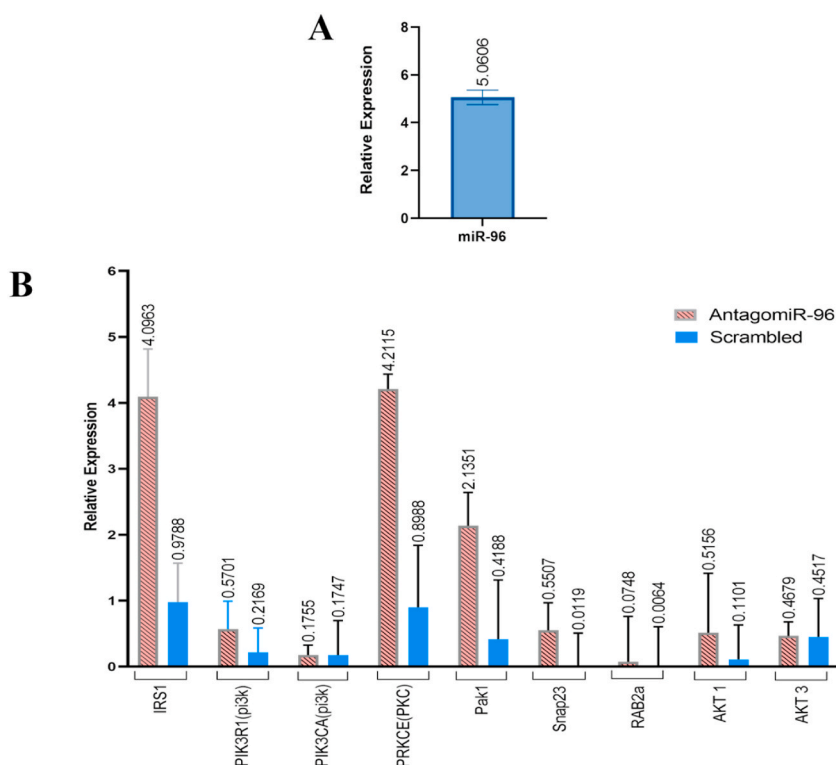 A
Relative Expression
8
6
4
2
0
5.0606
miR-96
B
Relative Expression
6
5
4
3
2
1
0
AntagomiR-96
Scrambled
4.0963
0.9788
0.5701
0.2169
0.1755
0.1747
4.2115
0.8988
2.1351
0.4188
0.5507
0.0119
0.0748
0.0064
0.5156
0.1101
0.4679
0.4517
IRS1
PIK3R1(pi3k)
PIK3CA(pi3k)
PRKCE(PKC)
Pak1
Snap23
RAB2a
AKT 1
AKT 3